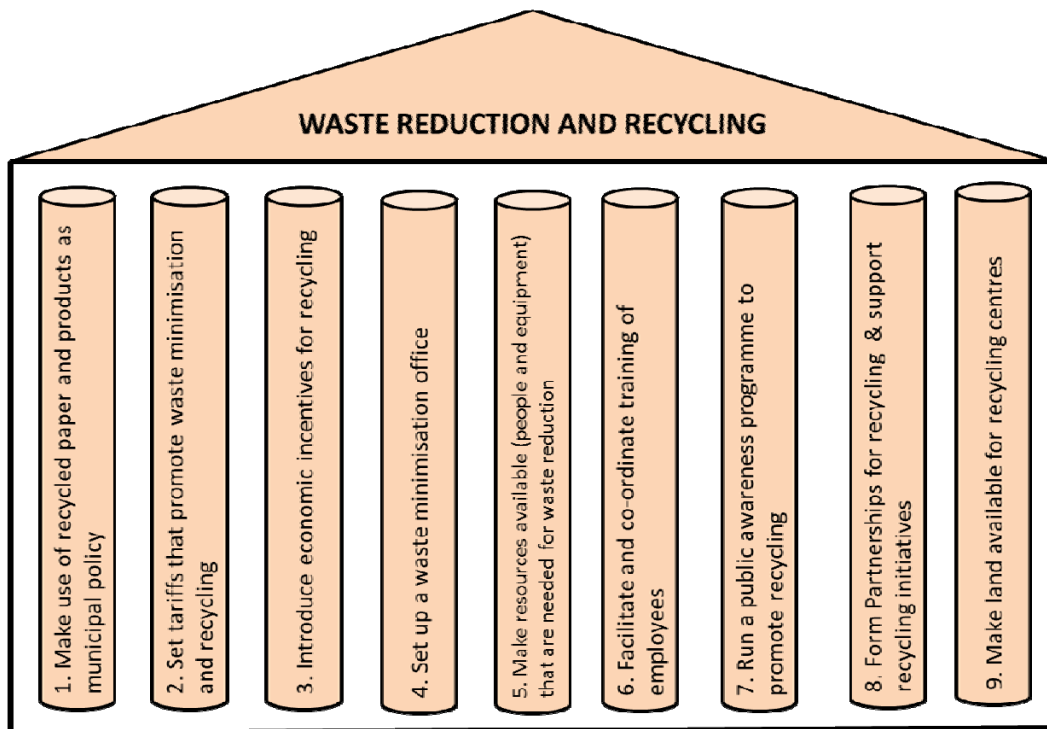 WASTE REDUCTION AND RECYCLING
1. Make use of recycled paper and products as
municipal policy
2. Set tariffs that promote waste minimisation
and recycling
3. Introduce economic incentives for recycling
4. Set up a waste minimisation office
5. Make resources available (people and equipment)
that are needed for waste reduction
6. Facilitate and co-ordinate training of
employees
7. Run a public awareness programme to
promote recycling
8. Form Partnerships for recycling & support
recycling initiatives
9. Make land available for recycling centres